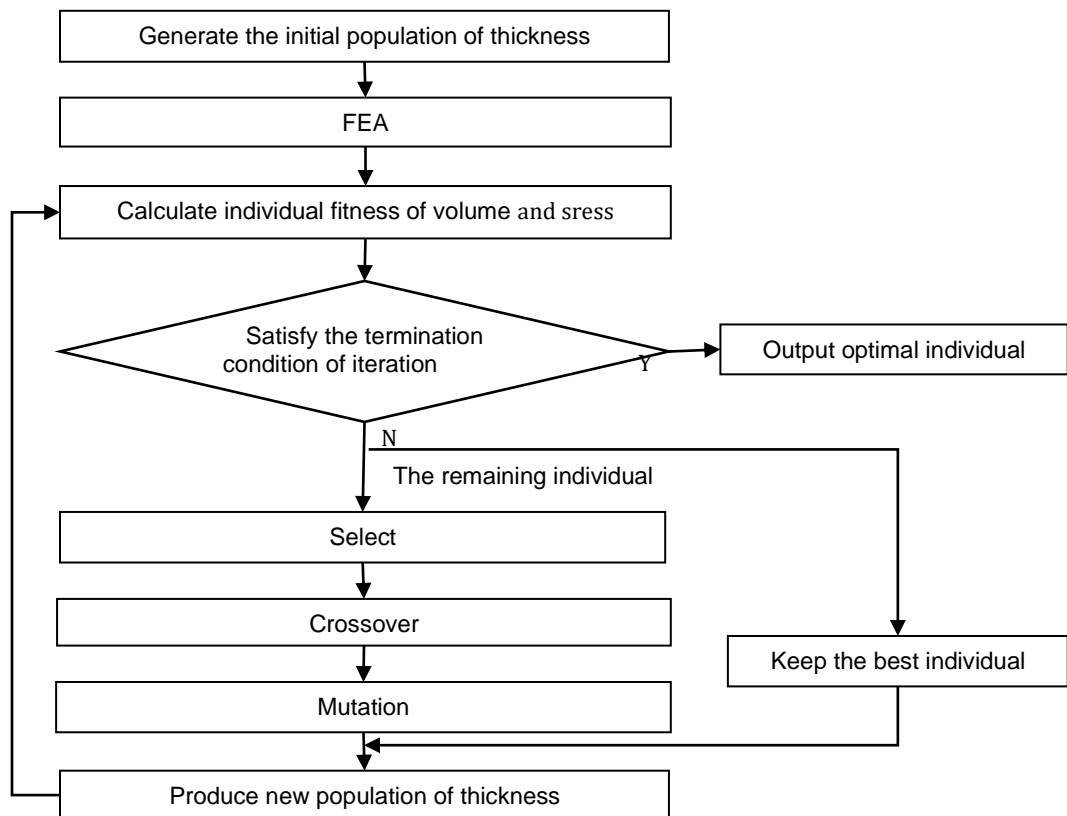 Generate the initial population of thickness
FEA
Calculate individual fitness of volume and sress
Satisfy the termination
condition of iteration
Y
Output optimal individual
N
The remaining individual
Select
Crossover
Keep the best individual
Mutation
Produce new population of thickness